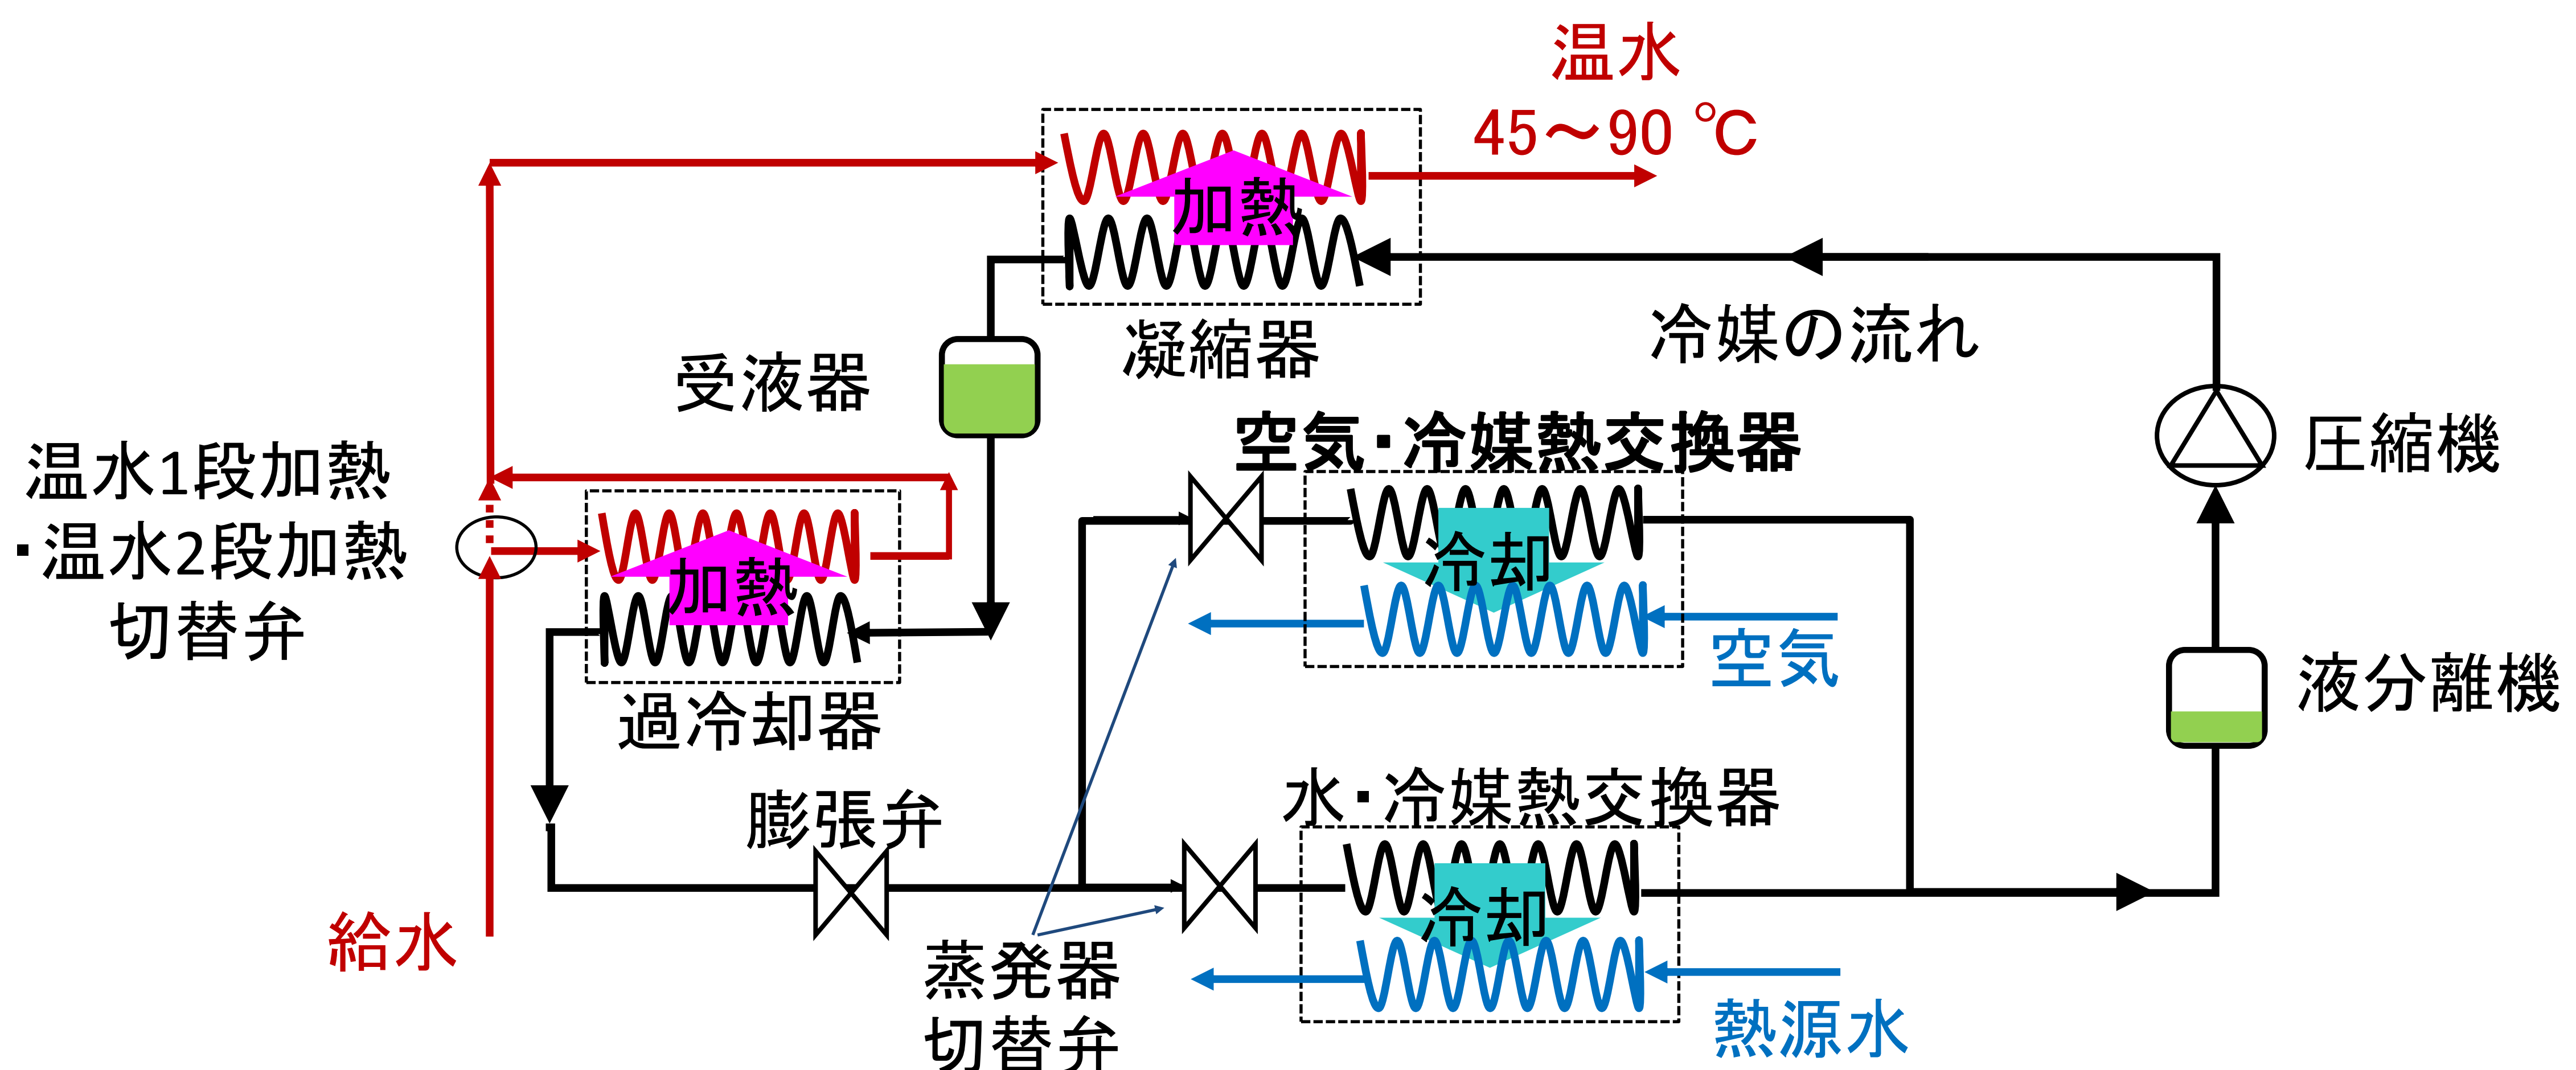 温水
45～90 ℃
加熱
凝縮器
冷媒の流れ
受液器
空気・冷媒熱交換器
圧縮機
温水1段加熱
・温水2段加熱
切替弁
加熱
冷却
空気
過冷却器
液分離機
膨張弁
水・冷媒熱交換器
冷却
給水
蒸発器
切替弁
熱源水